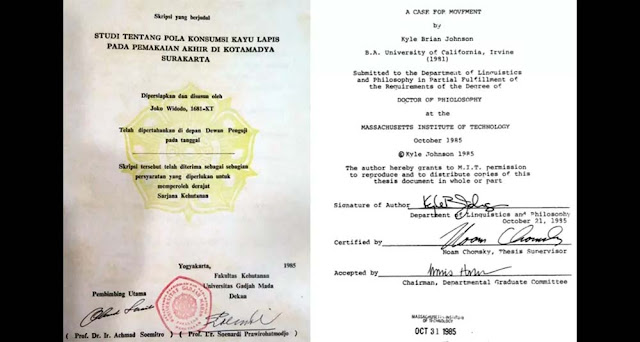 Skripsi yang berjudul
STUDI TENTANG POLA KONSUMSI KAYU LAPIS
PADA PEMAKAIAN AKHIR DI KOTAMADYA
SURAKARTA
Dipersiapkan dan disusun oleh
Joko Widodo, 1681-KT
Telah dipertahankan di depan Dewan Penguji
pada tanggal
Skripsi tersebut telah diterima sebagai sebagian
persyaratan yang diperlukan untuk
memperoleh derajat
Sarjana Kehutanan
Yogyakarta, 1985
Fakultas Kehutanan
Universitas Gadjah Mada
Pembimbing Utama
Dekan
( Prof. Dr. Ir. Achmad Soemitro )
( Prof. Ir. Soenardi Prawirohatmodjo )
A CASE FOR MOVEMENT
by
Kyle Brian Johnson
B.A. University of California, Irvine
(1981)
Submitted to the Department of Linguistics
and Philosophy in Partial Fulfillment of
the Requirements of the Degree of
DOCTOR OF PHILOSOPHY
at the
MASSACHUSETTS INSTITUTE OF TECHNOLOGY
October 1985
© Kyle Johnson 1985
The author hereby grants to M.I.T. permission
to reproduce and to distribute copies of this
thesis document in whole or part
Signature of Author
Department of Linguistics and Philosophy
October 21, 1985
Certified by Noam Chomsky
Noam Chomsky, Thesis Supervisor
Accepted by
Chairman, Departmental Graduate Committee
MASSACHUSETTS INSTITUTE
OF TECHNOLOGY
OCT 31 1985